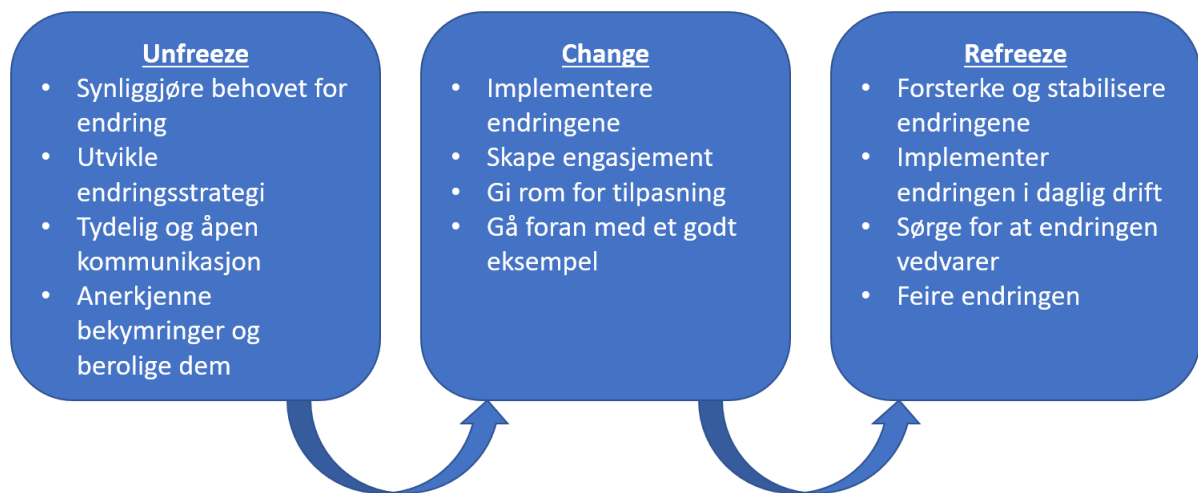 Unfreeze
• Synliggjøre behovet for
endring
• Utvikle
endringsstrategi
• Tydelig og åpen
kommunikasjon
• Anerkjenne
bekymringer og
berolige dem
Change
• Implementere
endringene
• Skape engasjement
• Gi rom for tilpasning
• Gå foran med et godt
eksempel
Refreeze
• Forsterke og stabilisere
endringene
• Implementer
endringen i daglig drift
• Sørge for at endringen
vedvarer
• Feire endringen